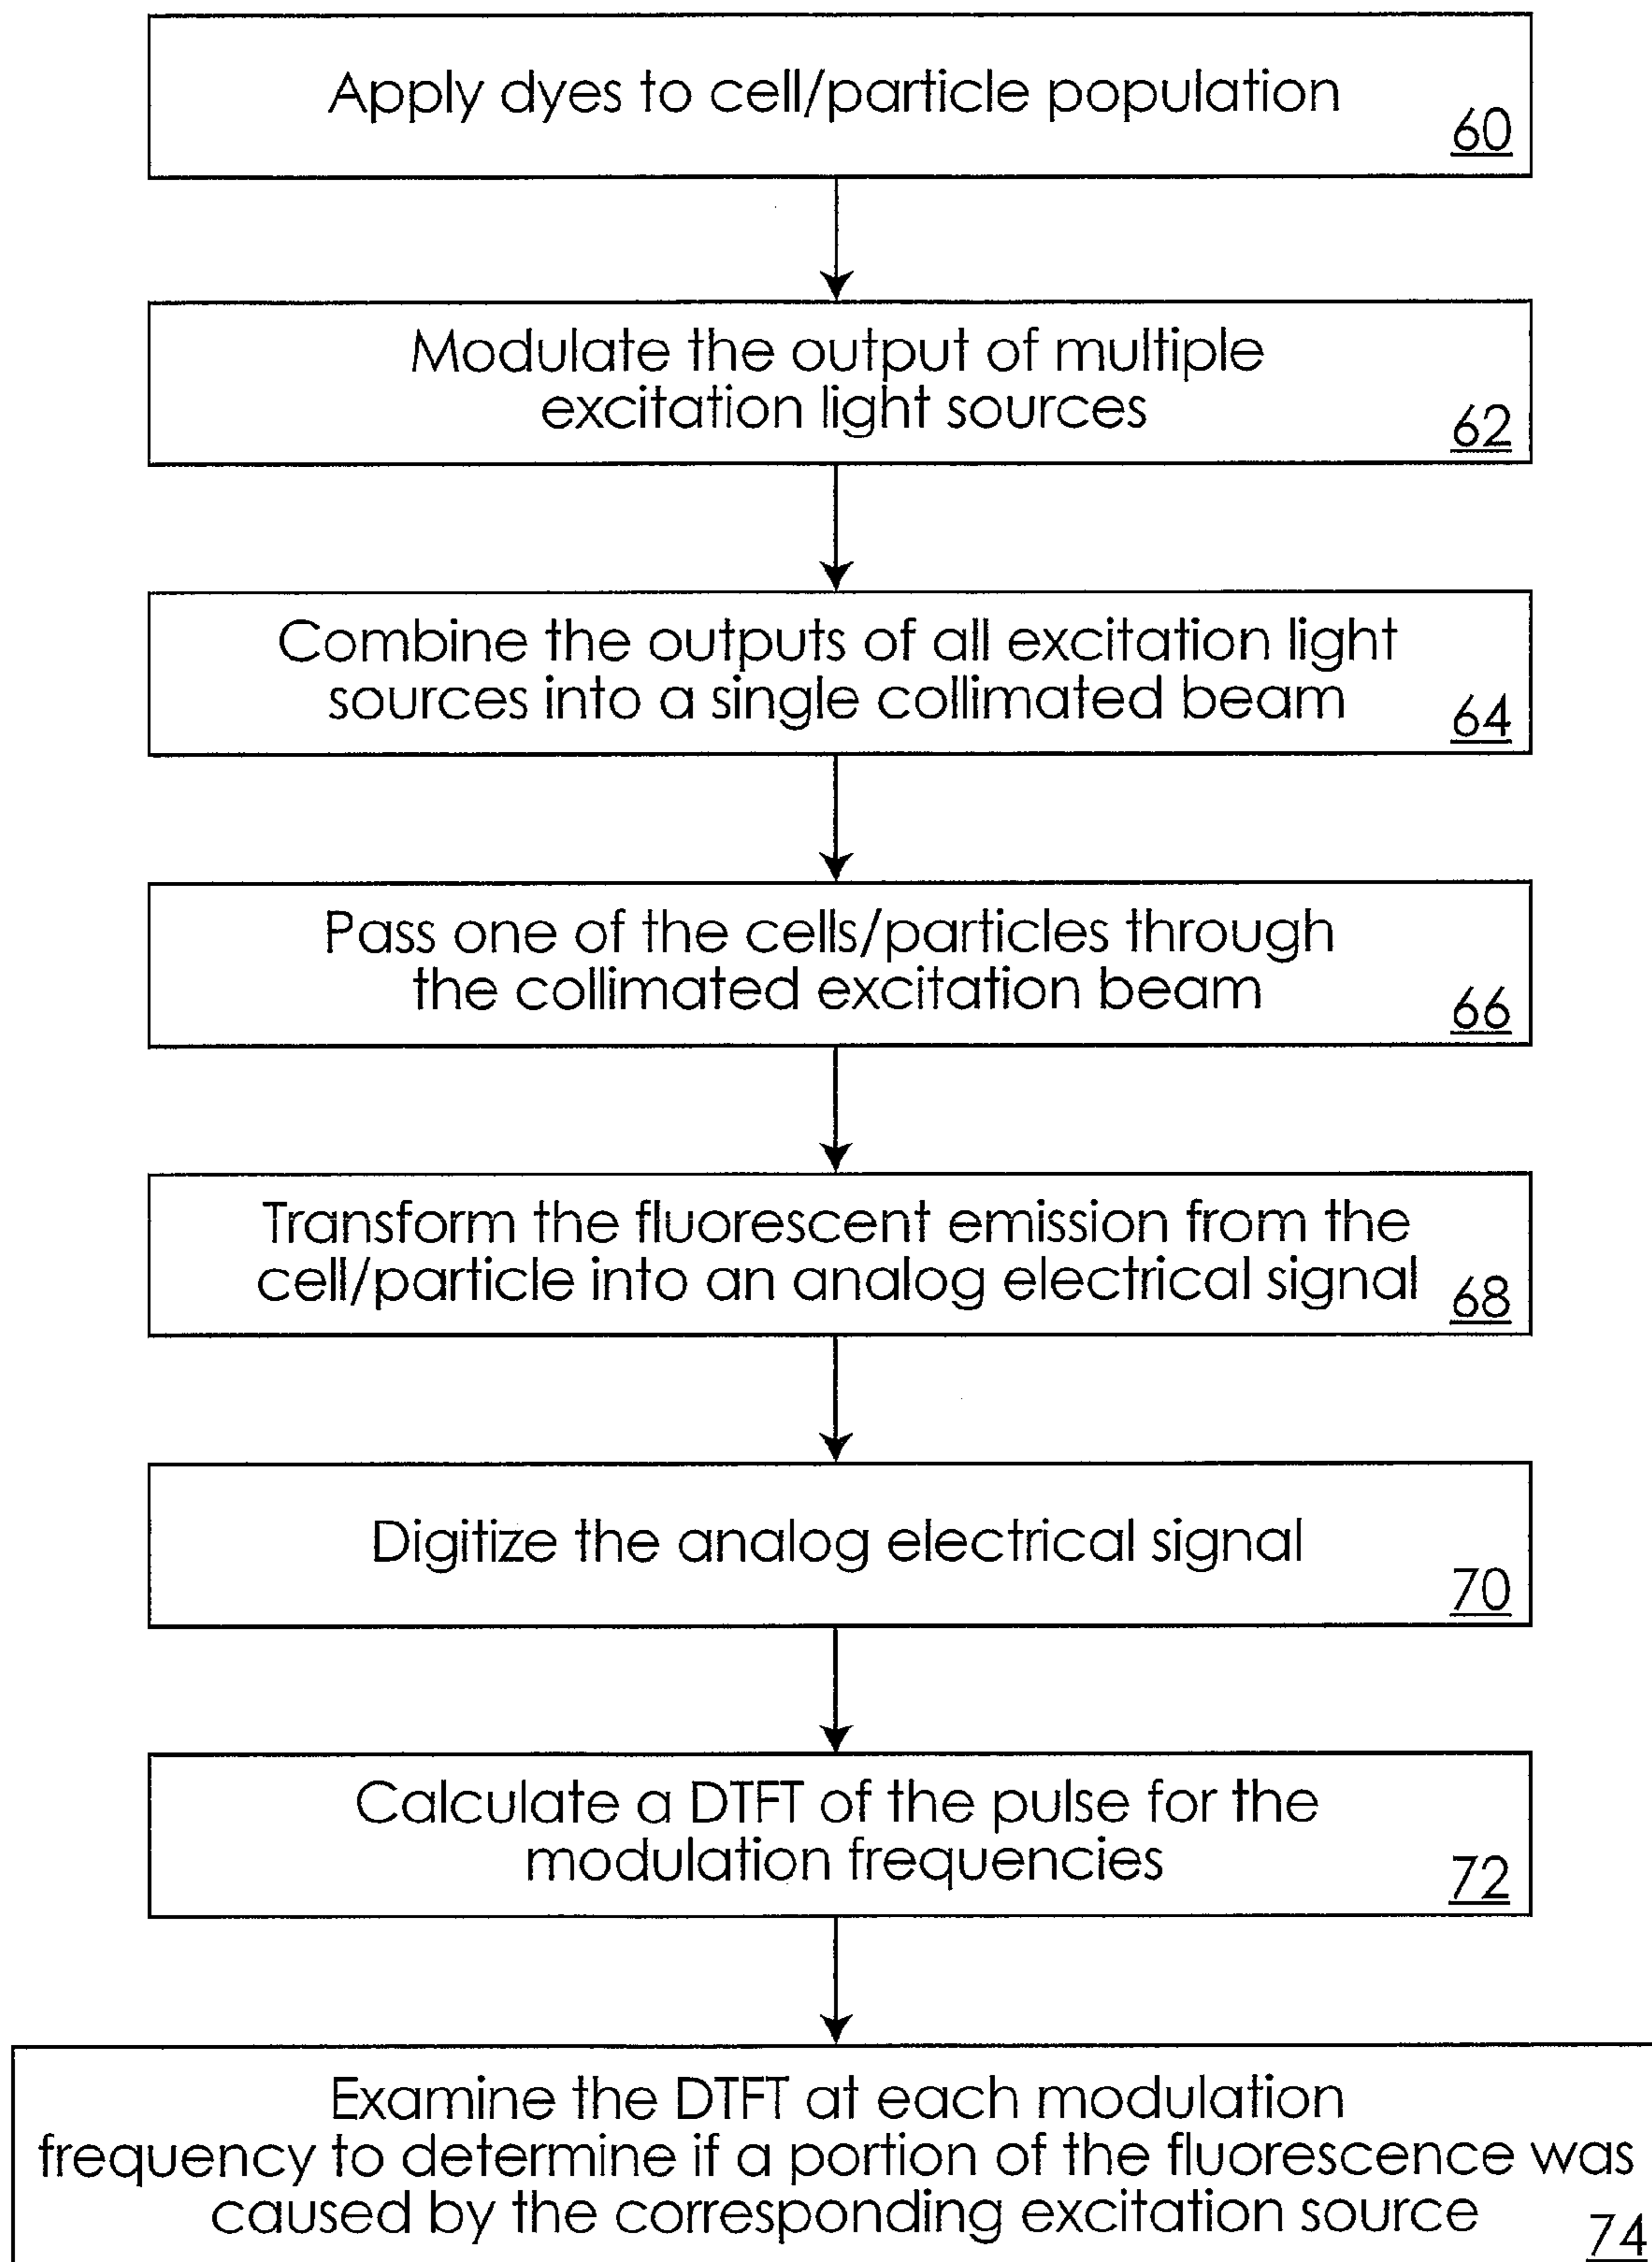 Apply dyes to cell/particle population
60
Modulate the output of multiple
excitation light sources
62
Combine the outputs of all excitation light
sources into a single collimated beam
64
Pass one of the cells/particles through
the collimated excitation beam
66
Transform the fluorescent emission from the
cell/particle into an analog electrical signal
68
Digitize the analog electrical signal
70
Calculate a DTFT of the pulse for the
modulation frequencies
72
Examine the DTFT at each modulation
frequency to determine if a portion of the fluorescence was
caused by the corresponding excitation source
74